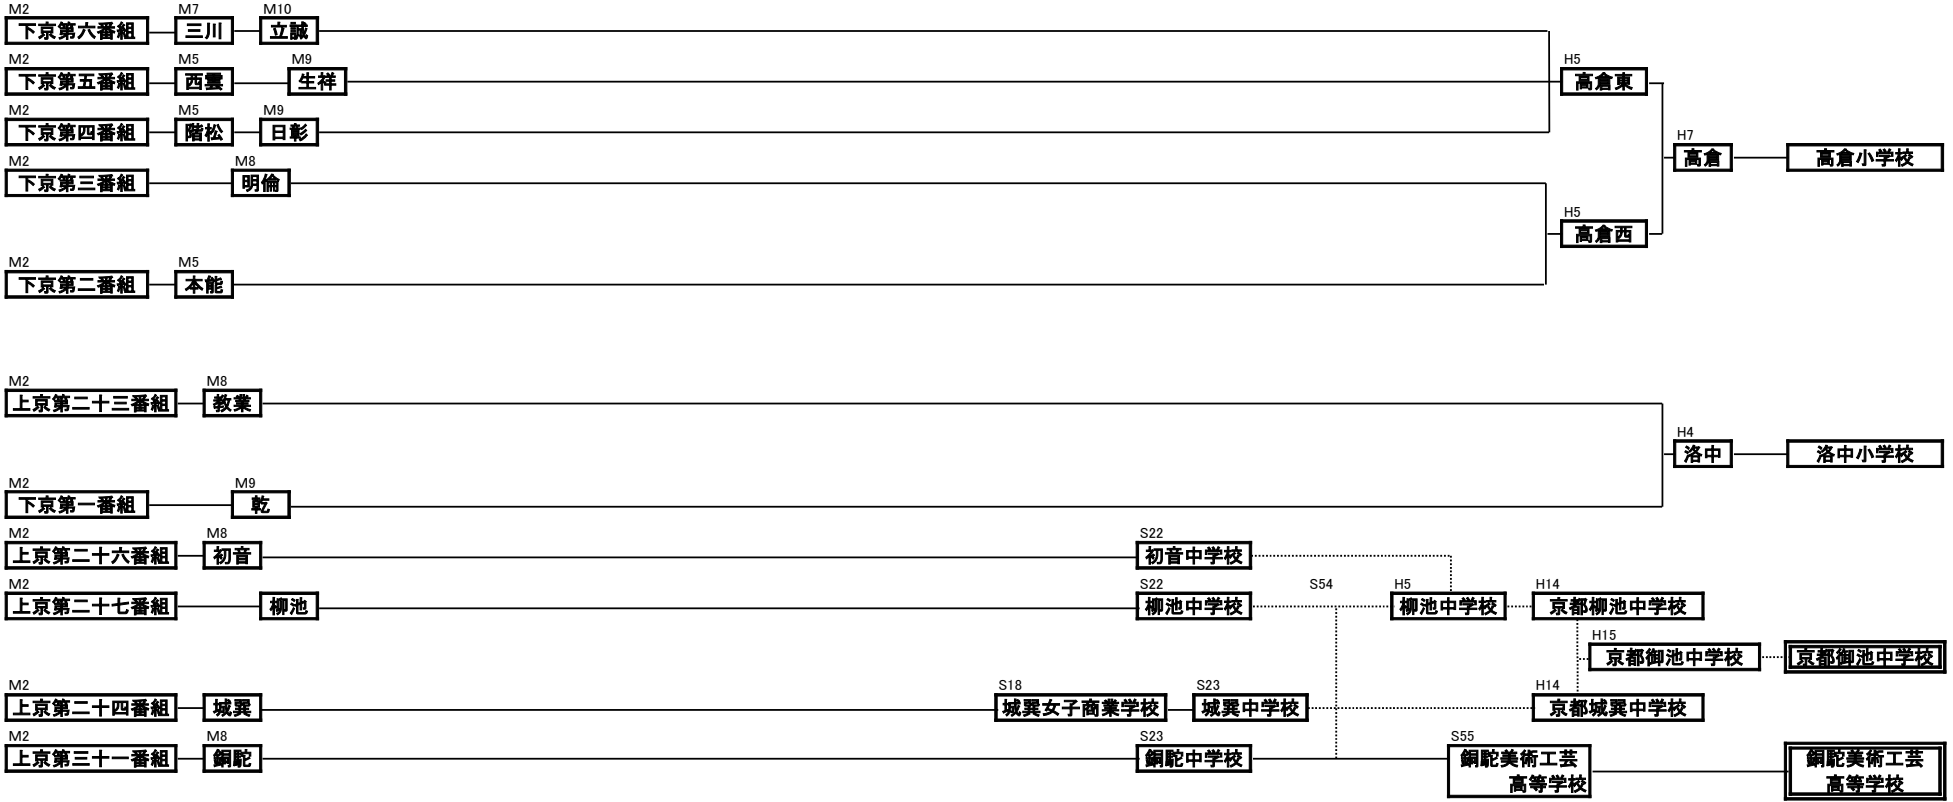 M2 M7 M10
下京第六番組 三川 立誠
M2 M5 M9 H5
下京第五番組 西雲 生祥 高倉東
M2 M5 M9
下京第四番組 階松 日彰
H7
高倉 高倉小学校
M2 M8
下京第三番組 明倫
H5
高倉西
M2 M5
下京第二番組 本能
M2 M8
上京第二十三番組 教業
H4
洛中 洛中小学校
M2 M9
下京第一番組 乾
M2 M8 S22
上京第二十六番組 初音 初音中学校
M2 S22 S54 H5 H14
上京第二十七番組 柳池 柳池中学校 柳池中学校 京都柳池中学校
H15
京都御池中学校 京都御池中学校
M2 S18 S23 H14
上京第二十四番組 城巽 城巽女子商業学校 城巽中学校 京都城巽中学校
M2 M8 S23 S55
上京第三十一番組 銅駝 銅駝中学校 銅駝美術工芸 銅駝美術工芸
高等学校 高等学校